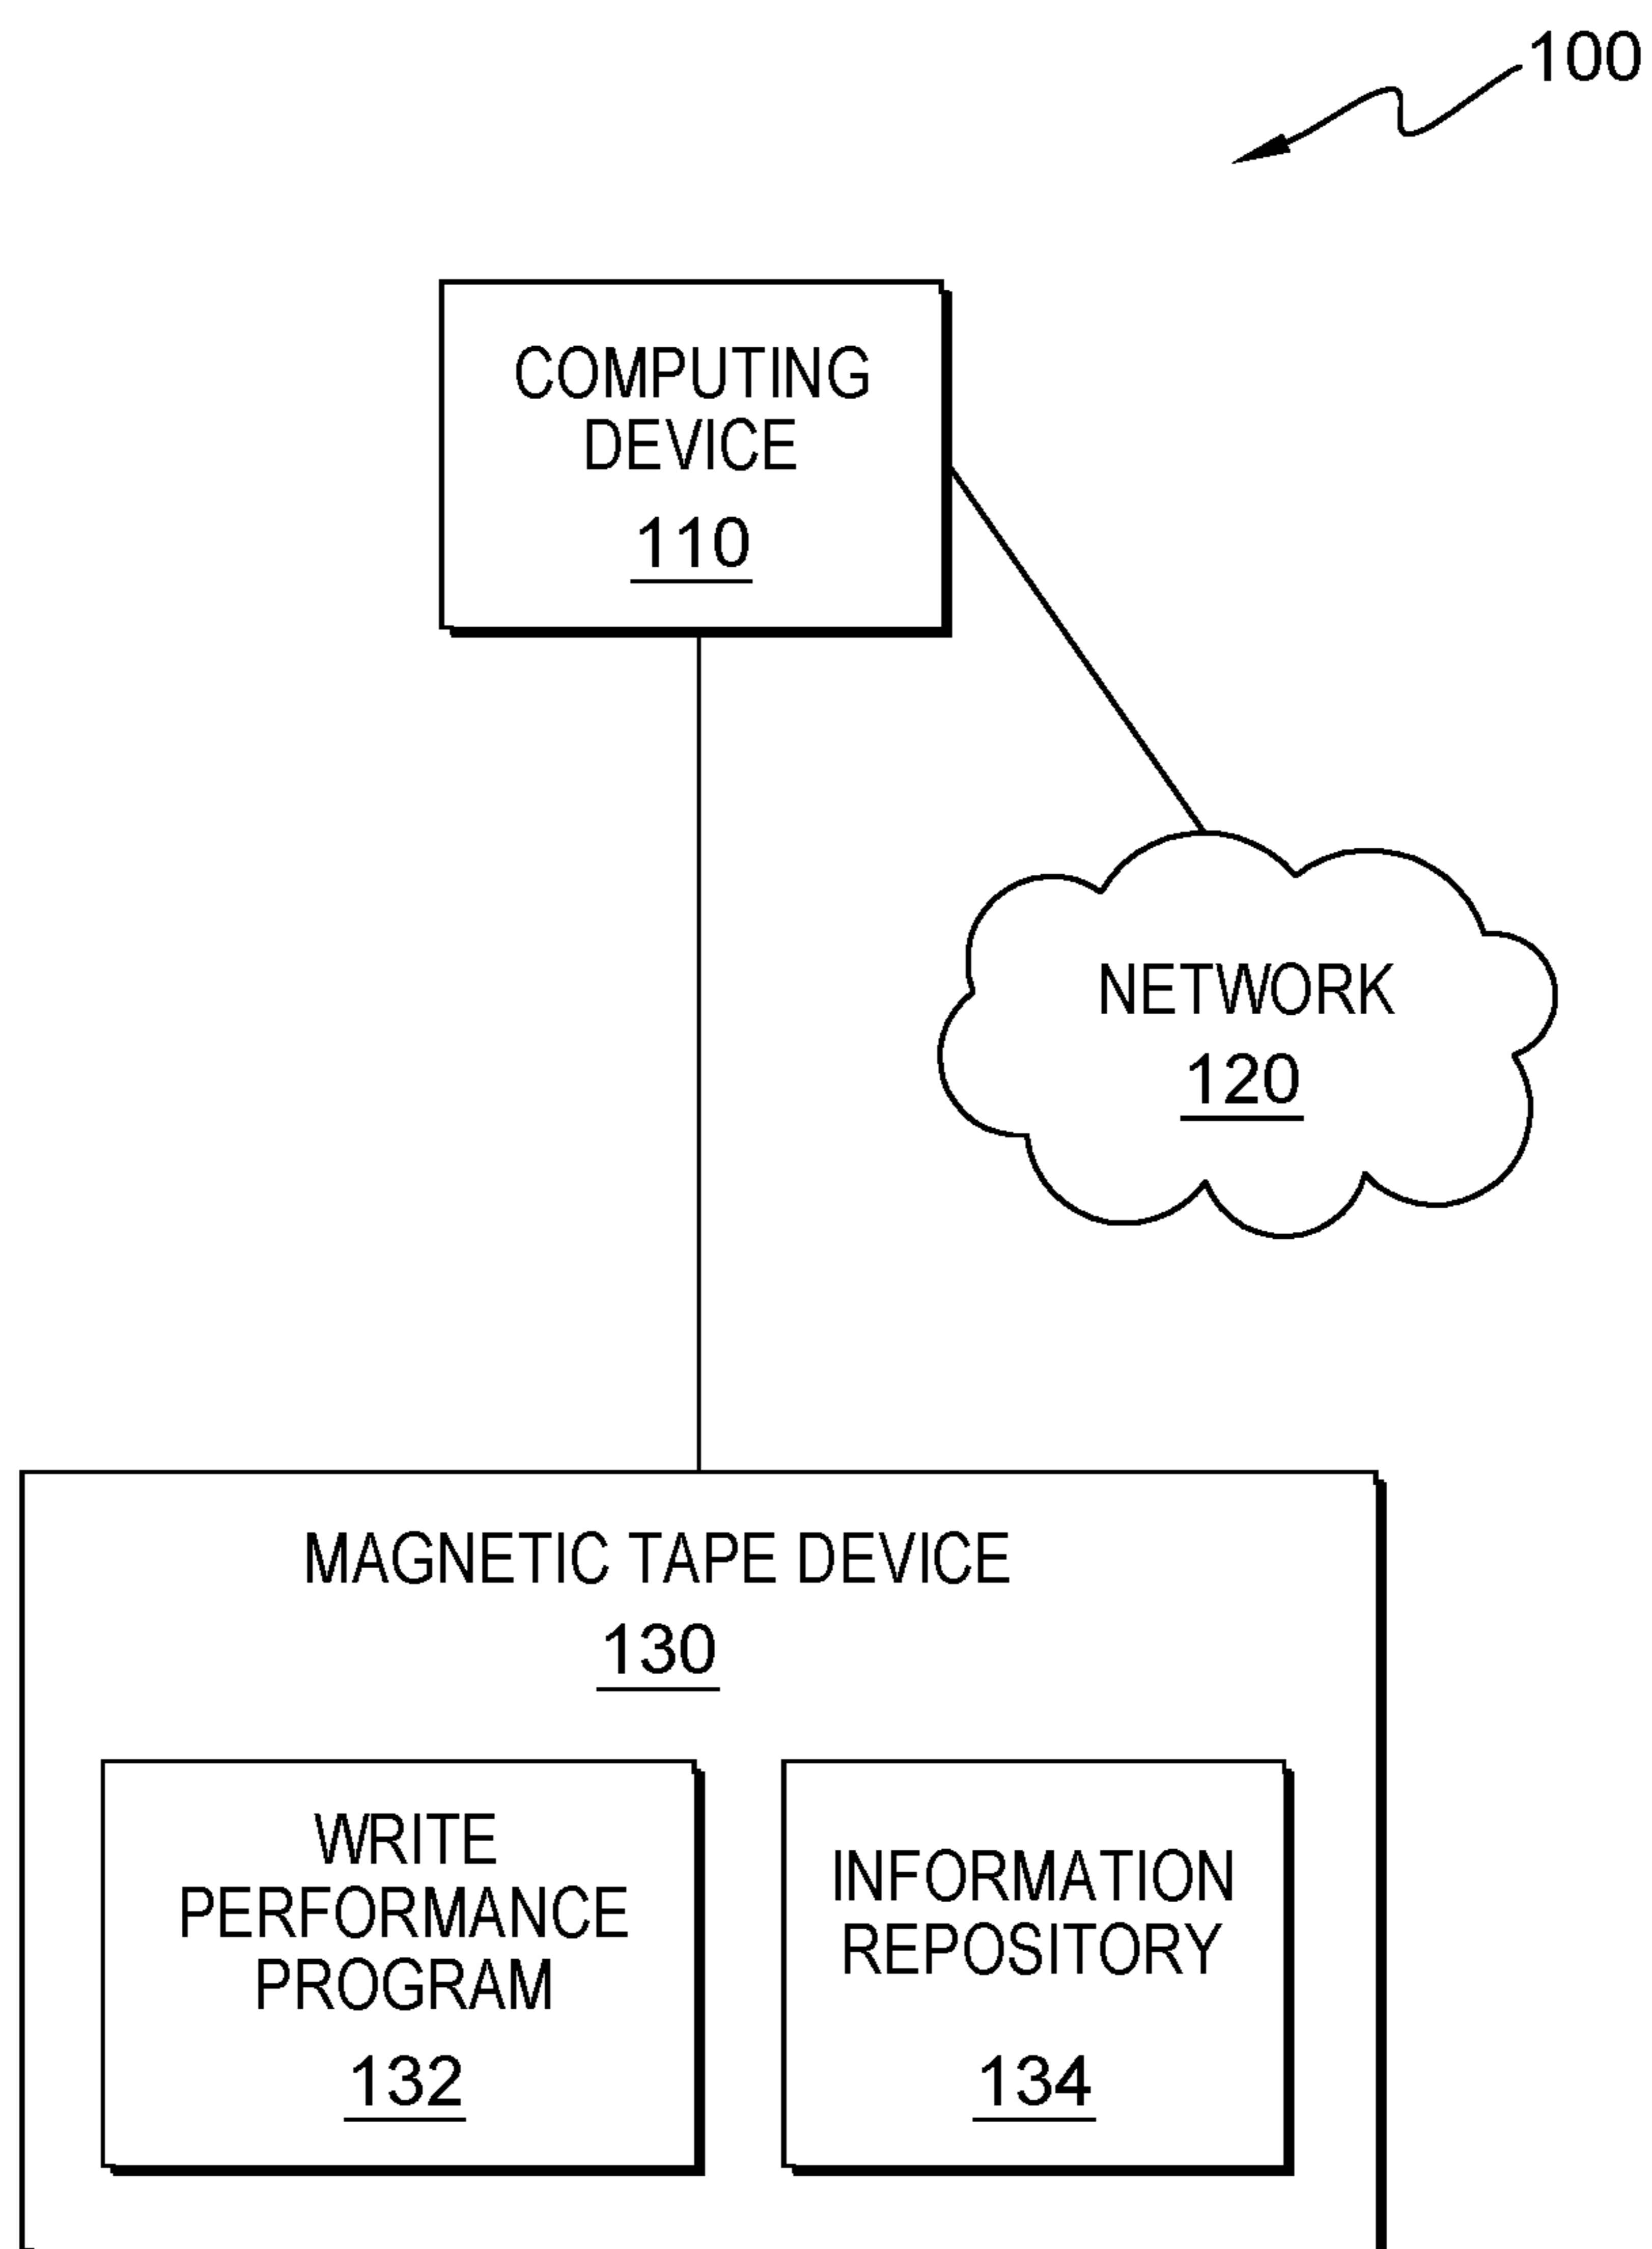 100
COMPUTING
DEVICE
110
NETWORK
120
MAGNETIC TAPE DEVICE
130
WRITE
PERFORMANCE
PROGRAM
132
INFORMATION
REPOSITORY
134